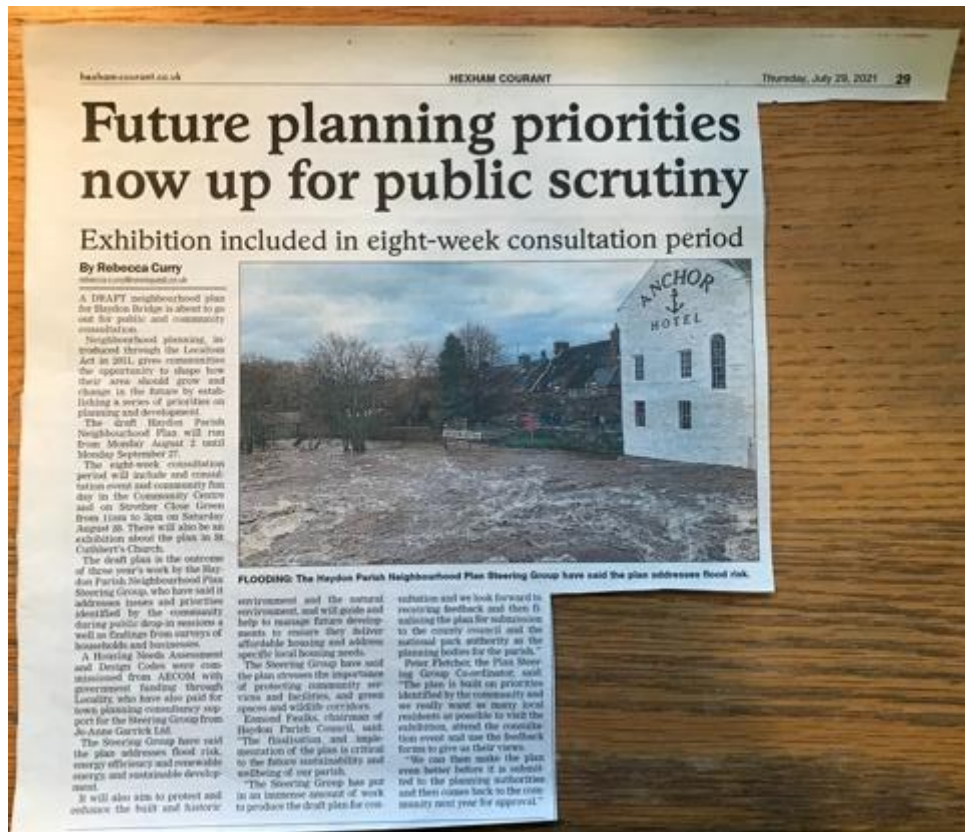 hexham-courant.co.uk
HEXHAM COURANT
Thursday, July 29, 2021 29
Future planning priorities
now up for public scrutiny
Exhibition included in eight-week consultation period
By Rebecca Curry
A DRAFT neighbourhood plan
for Haydon Bridge is about to go
out for public and community
consultation.
Neighbourhood planning, in-
troduced through the Localism
Act in 2011, gives communities
the opportunity to shape how
their area should grow and
change in the future by estab-
lishing a series of priorities on
planning and development.
The draft Haydon Parish
Neighbourhood Plan will run
from Monday August 2 until
Monday September 27.
The eight-week consultation
period will include and consul-
tation event and community fun
day in the Community Centre
and on Strother Close Green
from 11am to 3pm on Saturday
August 28. There will also be an
exhibition about the plan in St
Cuthbert's Church.
The draft plan is the outcome
of three year's work by the Hay-
don Parish Neighbourhood Plan
Steering Group, who have said it
addresses issues and priorities
identified by the community
during public drop-in sessions a
well as findings from surveys of
households and businesses.
A Housing Needs Assessment
and Design Codes were com-
missioned from AECOM with
government funding through
Locality, who have also paid for
town planning consultancy sup-
port for the Steering Group from
Jo-Anne Garrick Ltd.
The Steering Group have said
the plan addresses flood risk,
energy efficiency and renewable
energy, and sustainable develop-
ment.
It will also aim to protect and
enhance the built and historic
ANCHOR
HOTEL
FLOODING: The Haydon Parish Neighbourhood Plan Steering Group have said the plan addresses flood risk.
environment and the natural
environment, and will guide and
help to manage future develop-
ments to ensure they deliver
affordable housing and address
specific local housing needs.
The Steering Group have said
the plan stresses the importance
of protecting community ser-
vices and facilities, and green
spaces and wildlife corridors.
Esmond Faulks, chairman of
Haydon Parish Council, said:
"The finalisation and imple-
mentation of the plan is critical
to the future sustainability and
wellbeing of our parish.
"The Steering Group has put
in an immense amount of work
to produce the draft plan for con-
sultation and we look forward to
receiving feedback and then fi-
nalising the plan for submission
to the county council and the
national park authority as the
planning bodies for the parish."
Peter Fletcher, the Plan Steer-
ing Group Co-ordinator, said:
"The plan is built on priorities
identified by the community and
we really want as many local
residents as possible to visit the
exhibition, attend the consulta-
tion event and use the feedback
forms to give us their views.
"We can then make the plan
even better before it is submit-
ted to the planning authorities
and then comes back to the com-
munity next year for approval."